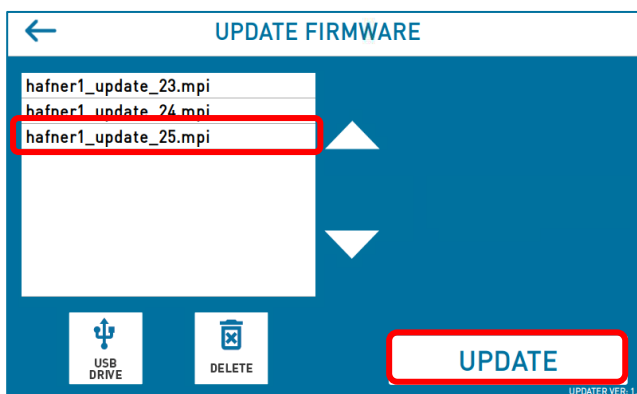 UPDATE FIRMWARE
hafner1_update_23.mpi
hafner1_update_24.mpi
hafner1_update_25.mpi
USB
DRIVE
DELETE
UPDATE
UPDATER VER: 1